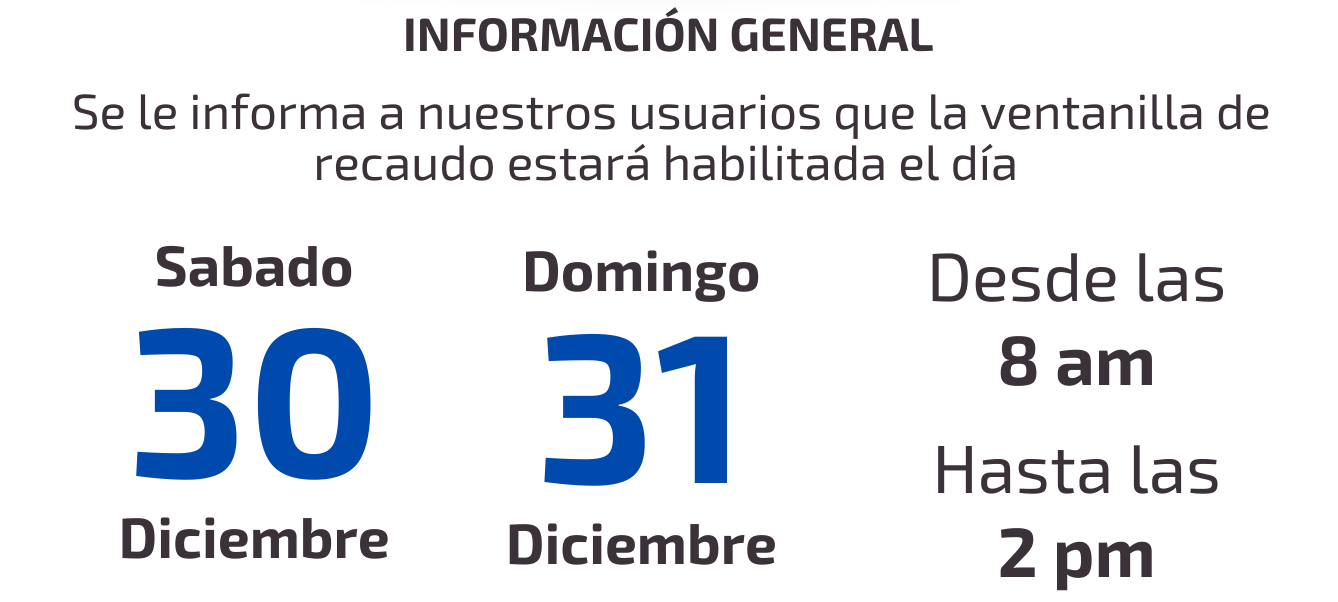 INFORMACIÓN GENERAL
Se le informa a nuestros usuarios que la ventanilla de
recaudo estará habilitada el día
Sabado
30
Diciembre
Domingo
31
Diciembre
Desde las
8 am
Hasta las
2 pm